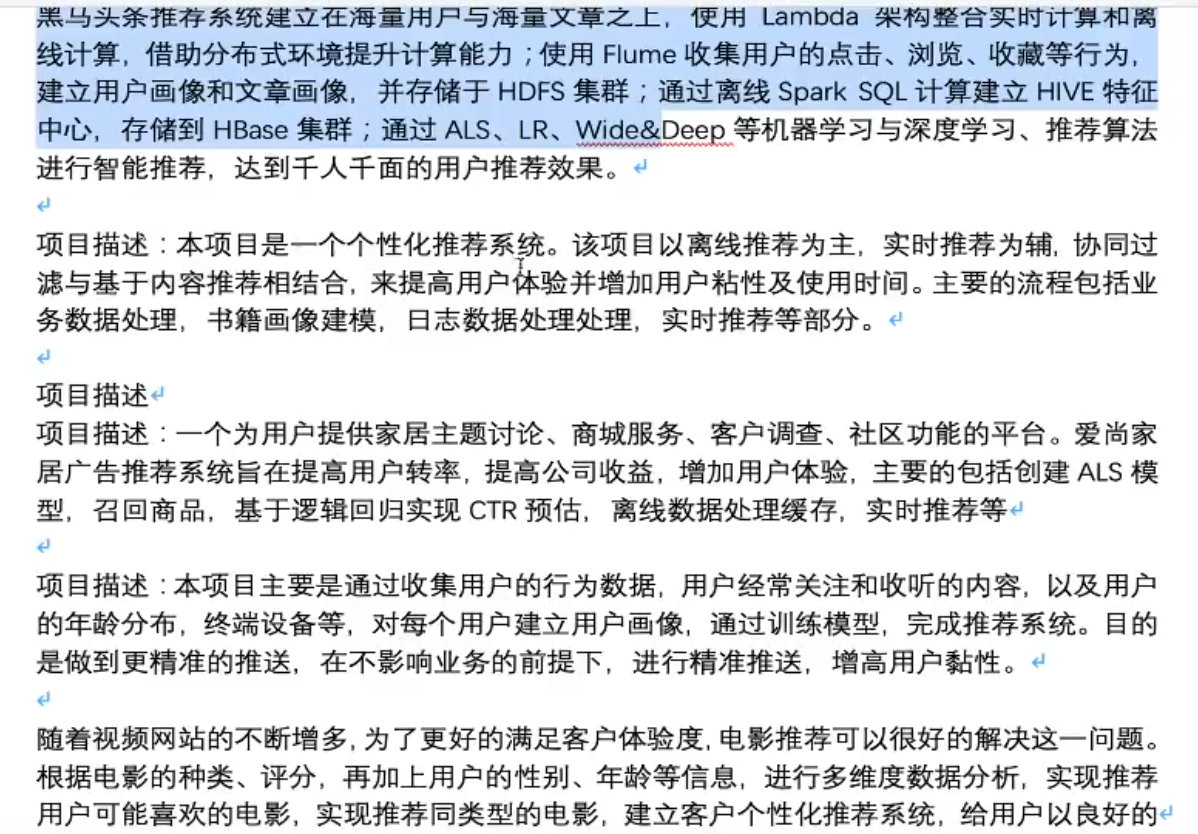 黑马头条推荐系统建立在海量用户与海量文章之上，使用 Lambda 架构整合实时计算和离
线计算，借助分布式环境提升计算能力；使用 Flume 收集用户的点击、浏览、收藏等行为，
建立用户画像和文章画像，并存储于 HDFS 集群；通过离线 Spark SQL 计算建立 HIVE 特征
中心，存储到 HBase 集群；通过 ALS、LR、Wide&Deep 等机器学习与深度学习、推荐算法
进行智能推荐，达到千人千面的用户推荐效果。
项目描述：本项目是一个个性化推荐系统。该项目以离线推荐为主，实时推荐为辅, 协同过
滤与基于内容推荐相结合，来提高用户体验并增加用户粘性及使用时间。主要的流程包括业
务数据处理，书籍画像建模，日志数据处理处理，实时推荐等部分。
项目描述
项目描述：一个为用户提供家居主题讨论、商城服务、客户调查、社区功能的平台。爱尚家
居广告推荐系统旨在提高用户转率，提高公司收益，增加用户体验，主要的包括创建 ALS 模
型，召回商品，基于逻辑回归实现 CTR 预估，离线数据处理缓存，实时推荐等
项目描述：本项目主要是通过收集用户的行为数据，用户经常关注和收听的内容，以及用户
的年龄分布，终端设备等，对每个用户建立用户画像，通过训练模型，完成推荐系统。目的
是做到更精准的推送，在不影响业务的前提下，进行精准推送，增高用户黏性。
随着视频网站的不断增多, 为了更好的满足客户体验度, 电影推荐可以很好的解决这一问题。
根据电影的种类、评分，再加上用户的性别、年龄等信息，进行多维度数据分析，实现推荐
用户可能喜欢的电影，实现推荐同类型的电影，建立客户个性化推荐系统，给用户以良好的